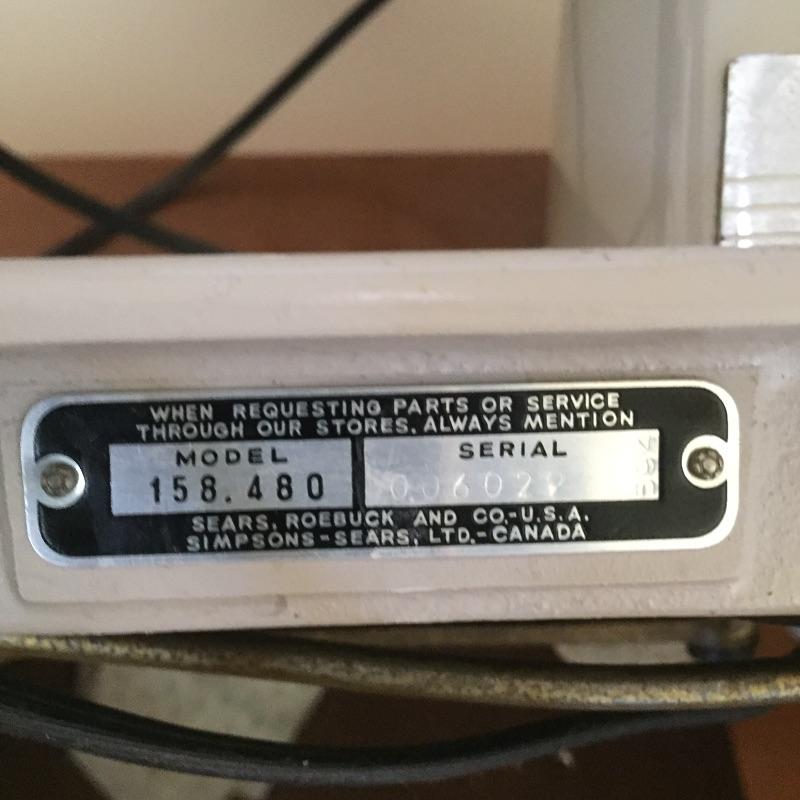 WHEN REQUESTING PARTS OR SERVICE
THROUGH OUR STORES, ALWAYS MENTION
MODEL
SERIAL
158.480
SEARS, ROEBUCK AND CO.-U.S.A.
SIMPSONS-SEARS, LTD.-CANADA